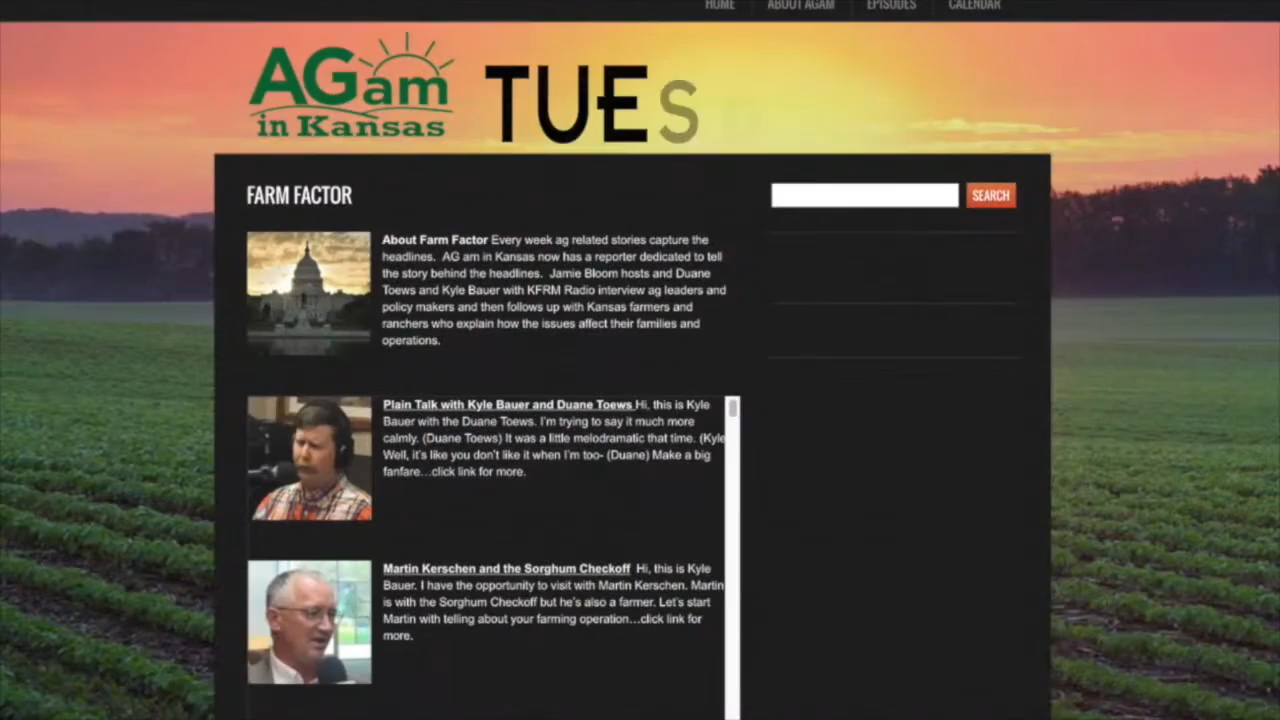 HOME ABOUT AGAM EPISODES CALENDAR
AGam
in Kansas
TUES
FARM FACTOR
SEARCH
About Farm Factor Every week ag related stories capture the
headlines. AG am in Kansas now has a reporter dedicated to tell
the story behind the headlines. Jamie Bloom hosts and Duane
Toews and Kyle Bauer with KFRM Radio interview ag leaders and
policy makers and then follows up with Kansas farmers and
ranchers who explain how the issues affect their families and
operations.
Plain Talk with Kyle Bauer and Duane Toews Hi, this is Kyle
Bauer with the Duane Toews. I'm trying to say it much more
calmly. (Duane Toews) It was a little melodramatic that time. (Kyle
Well, it's like you don't like it when I'm too- (Duane) Make a big
fanfare…click link for more.
Martin Kerschen and the Sorghum Checkoff Hi, this is Kyle
Bauer. I have the opportunity to visit with Martin Kerschen. Martin
is with the Sorghum Checkoff but he's also a farmer. Let's start
Martin with telling about your farming operation…click link for
more.